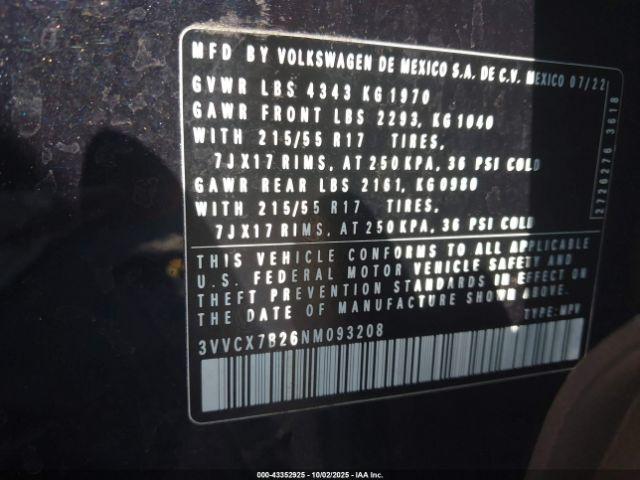 MFD BY VOLKSWAGEN DE MEXICO S.A. DE C.V. MEXICO 07/22
GVWR LBS 4343 KG 1970
GAWR FRONT LBS 2293, KG 1040
WITH 215/55 R17 TIRES,
7JX17 RIMS, AT 250 KPA, 36 PSI COLD
GAWR REAR LBS 2161, KG 0980
WITH 215/55 R17 TIRES,
7JX17 RIMS, AT 250 KPA, 36 PSI COLD
2720276 3618
THIS VEHICLE CONFORMS TO ALL APPLICABLE
U.S. FEDERAL MOTOR VEHICLE SAFETY AND
THEFT PREVENTION STANDARDS IN EFFECT ON
THE DATE OF MANUFACTURE SHOWN ABOVE.
3VVCX7B26NM093208 TYPE: MPV
000-43352925 10/02/2025 © IAA Inc.